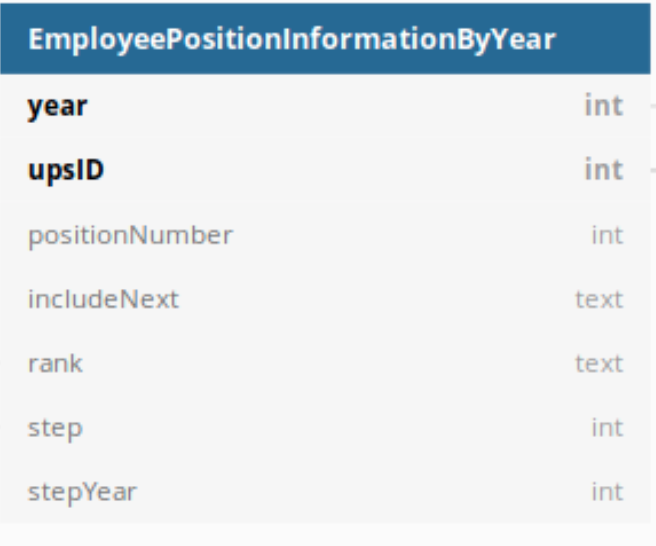 EmployeePositionInformationByYear
year int
upsID int
positionNumber int
includeNext text
rank text
step int
stepYear int